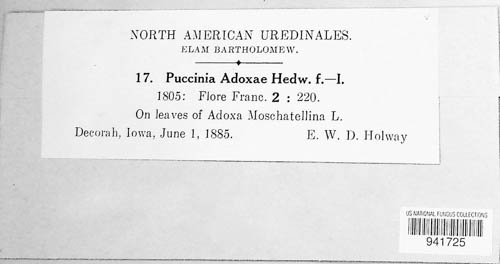 NORTH AMERICAN UREDINALES.
ELAM BARTHOLOMEW.
17. Puccinia Adoxae Hedw. f.—I.
1805: Flore Franc. 2 : 220.
On leaves of Adoxa Moschatellina L.
Decorah, Iowa, June 1, 1885. E. W. D. Holway
US NATIONAL FUNGUS COLLECTIONS
941725